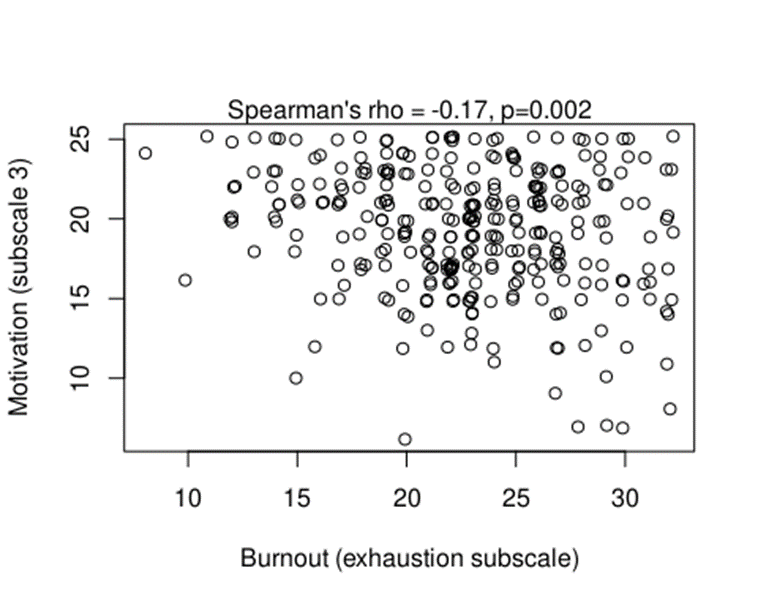 Spearman's rho = -0.17, p=0.002
Motivation (subscale 3)
25
20
15
10
10 15 20 25 30
Burnout (exhaustion subscale)